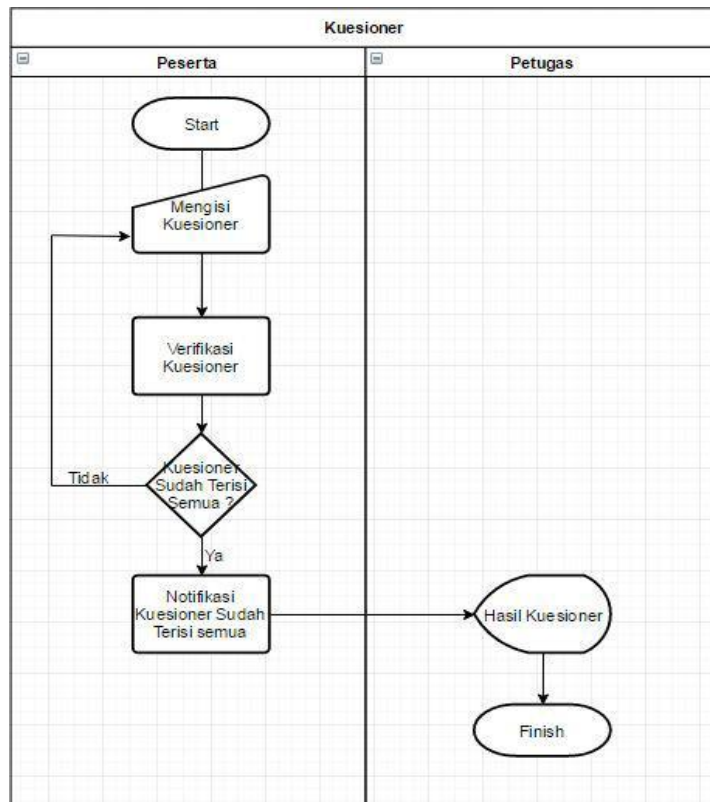 Kuesioner
Peserta
Petugas
Start
Mengisi
Kuesioner
Verifikasi
Kuesioner
Kuesioner
Sudah Terisi
Semua ?
Tidak
Ya
Notifikasi
Kuesioner Sudah
Terisi semua
Hasil Kuesioner
Finish